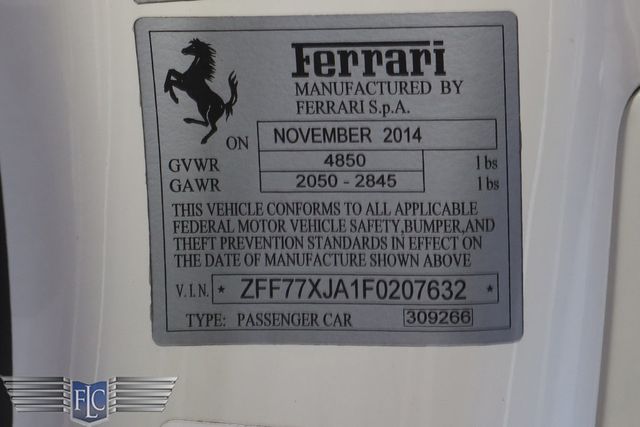 Ferrari
MANUFACTURED BY
FERRARI S.p.A.
ON NOVEMBER 2014
GVWR 4850 lbs
GAWR 2050 - 2845 lbs
THIS VEHICLE CONFORMS TO ALL APPLICABLE
FEDERAL MOTOR VEHICLE SAFETY,BUMPER,AND
THEFT PREVENTION STANDARDS IN EFFECT ON
THE DATE OF MANUFACTURE SHOWN ABOVE
V.I.N. * ZFF77XJA1F0207632 *
TYPE: PASSENGER CAR 309266
FLC